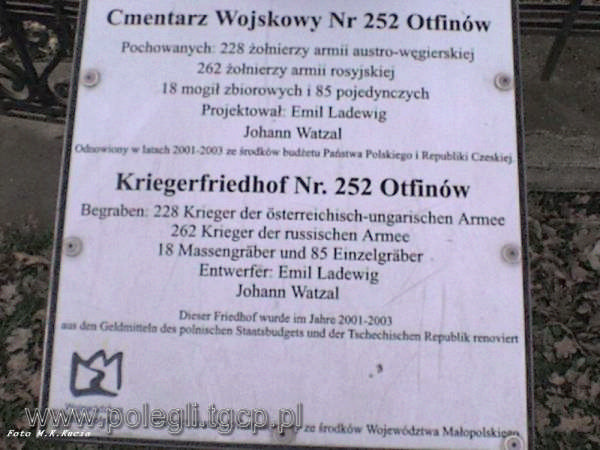 Cmentarz Wojskowy Nr 252 Otfinów
Pochowanych: 228 żołnierzy armii austro-węgierskiej
262 żołnierzy armii rosyjskiej
18 mogił zbiorowych i 85 pojedynczych
Projektował: Emil Ladewig
Johann Watzal
Odnowiony w latach 2001-2003 ze środków budżetu Państwa Polskiego i Republiki Czeskiej.
Kriegerfriedhof Nr. 252 Otfinów
Begraben: 228 Krieger der österreichisch-ungarischen Armee
262 Krieger der russischen Armee
18 Massengräber und 85 Einzelgräber
Entwerfer: Emil Ladewig
Johann Watzal
Dieser Friedhof wurde im Jahre 2001-2003
aus den Geldmitteln des polnischen Staatsbudgets und der Tschechischen Republik renoviert
www.polegli.tgcp.pl
ze środków Województwa Małopolskiego
Foto M.K.Kacia